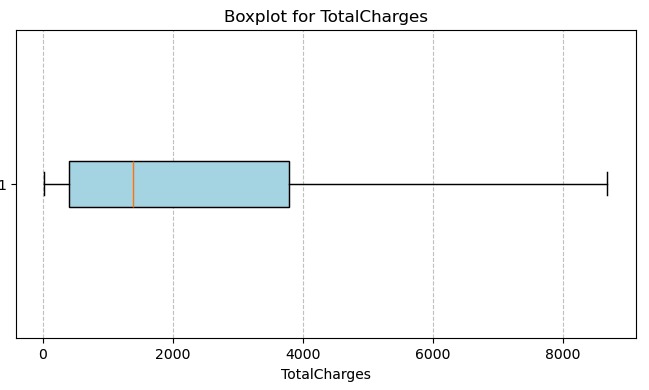 Boxplot for TotalCharges
1
0 2000 4000 6000 8000
TotalCharges